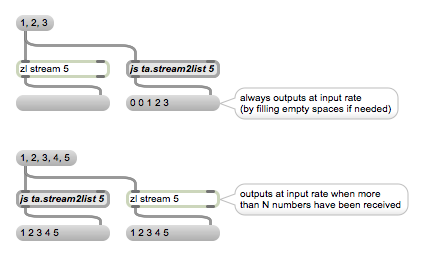 1, 2, 3
zl stream 5
js ta.stream2list 5
0 0 1 2 3
always outputs at input rate
(by filling empty spaces if needed)
1, 2, 3, 4, 5
js ta.stream2list 5
zl stream 5
1 2 3 4 5
1 2 3 4 5
outputs at input rate when more
than N numbers have been received